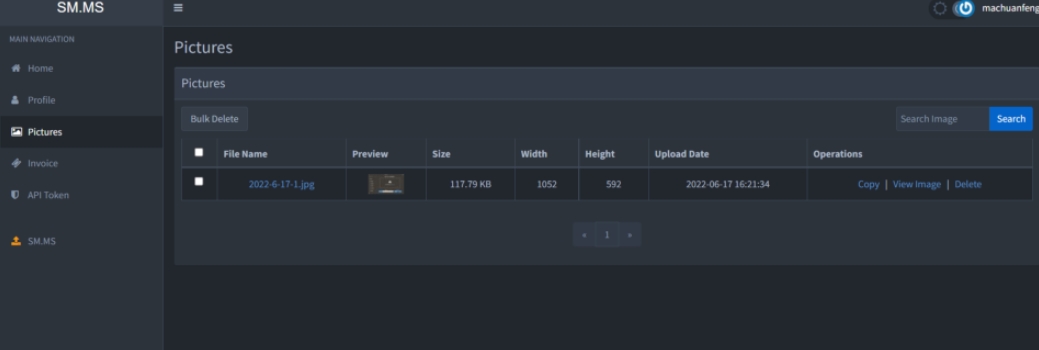 SM.MS
machuanfeng
MAIN NAVIGATION
Home
Profile
Pictures
Invoice
API Token
SM.MS
Pictures
Pictures
Bulk Delete
Search Image Search
File Name Preview Size Width Height Upload Date Operations
2022-6-17-1.jpg 117.79 KB 1052 592 2022-06-17 16:21:34 Copy | View Image | Delete
« 1 »